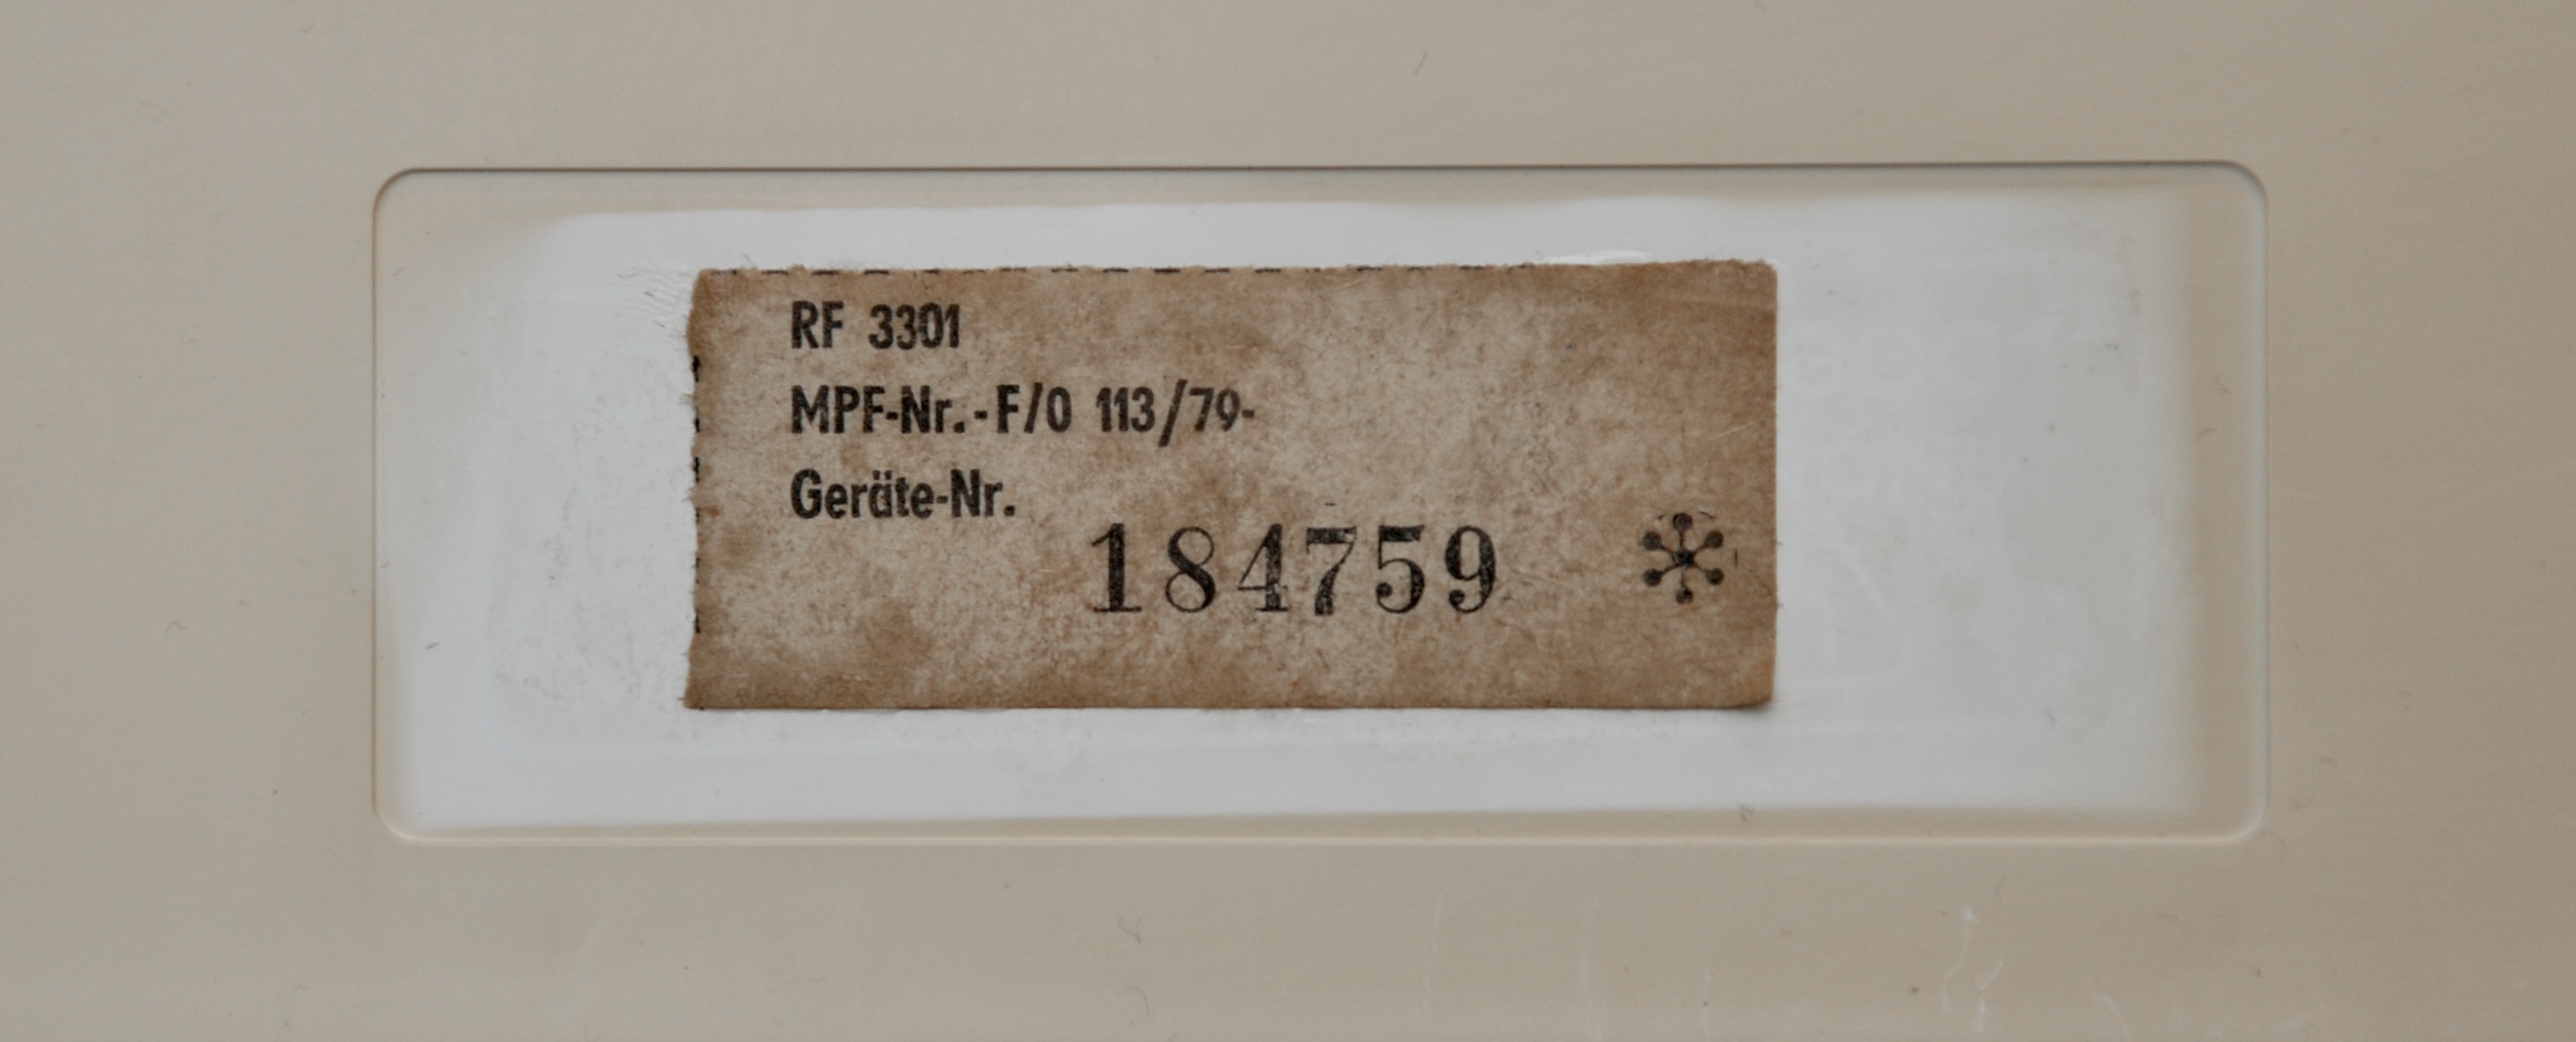 RF 3301
MPF-Nr.-F/0 113/79-
Geräte-Nr.
184759